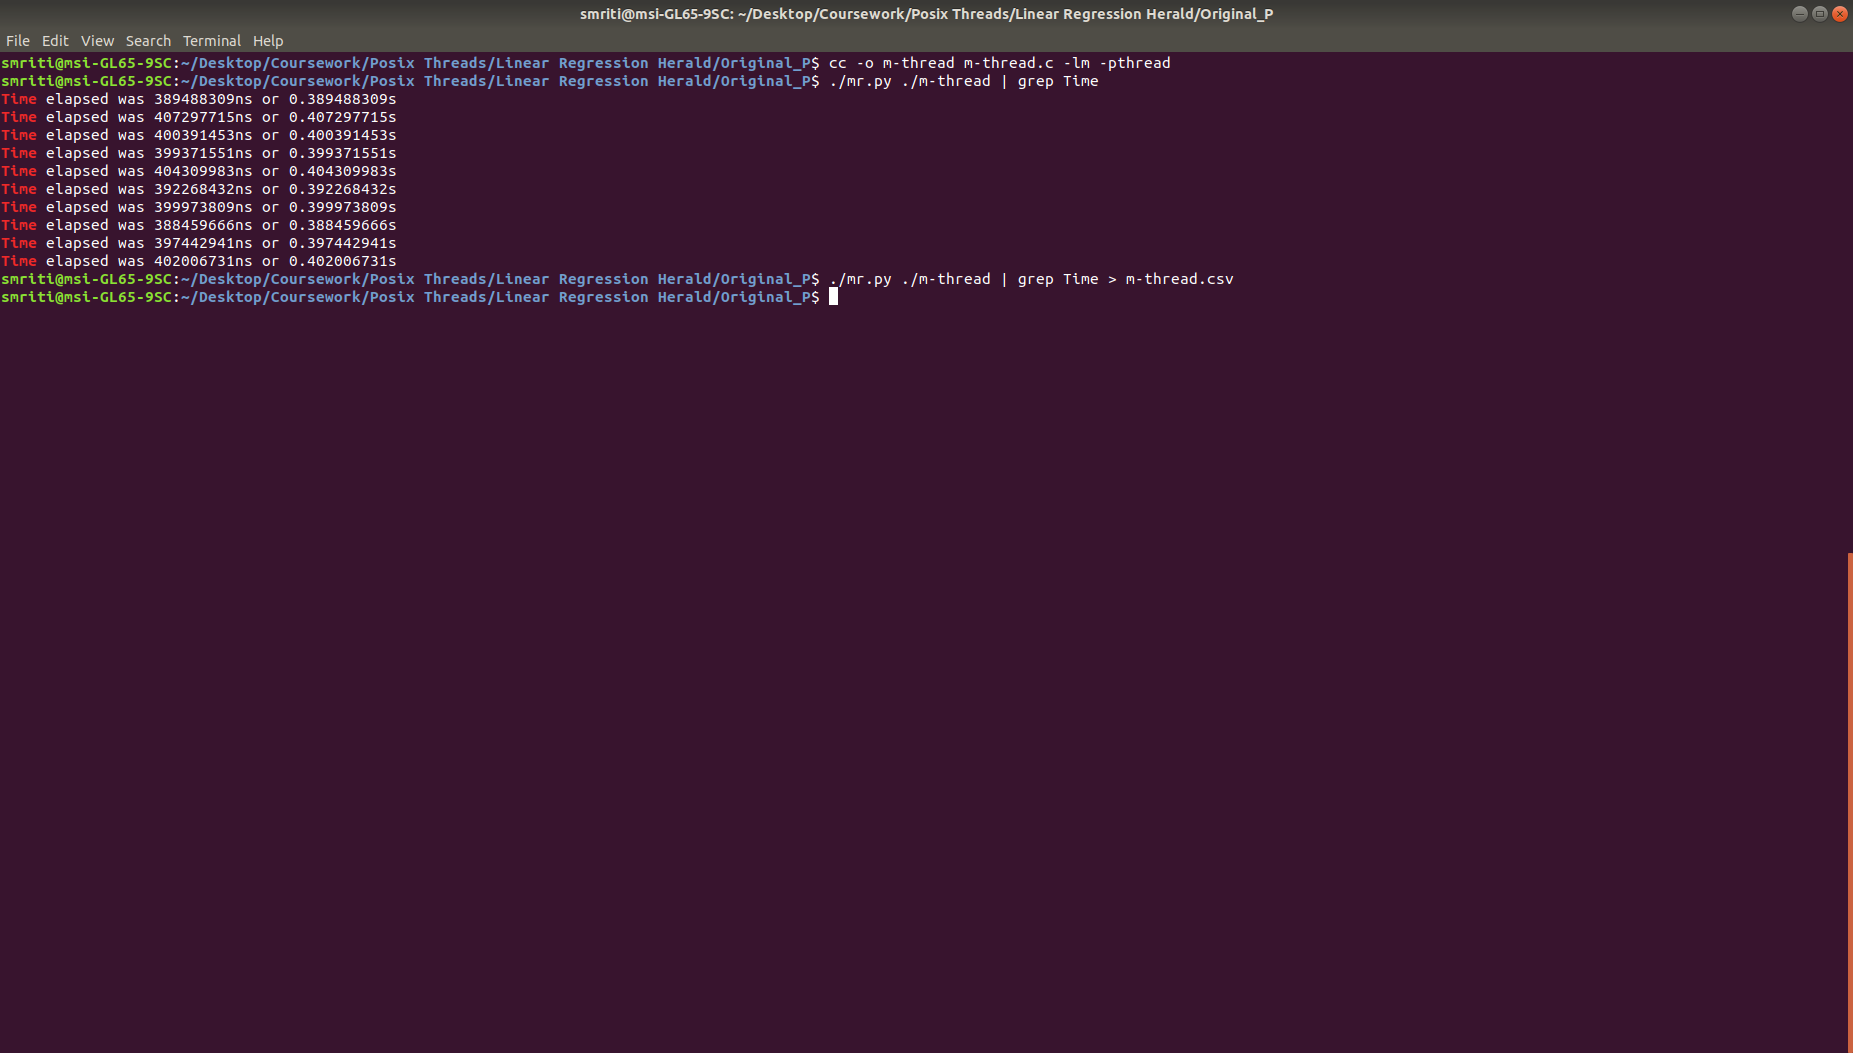 smriti@msi-GL65-9SC: ~/Desktop/Coursework/Posix Threads/Linear Regression Herald/Original_P
File Edit View Search Terminal Help
smriti@msi-GL65-9SC:~/Desktop/Coursework/Posix Threads/Linear Regression Herald/Original_P$ cc -o m-thread m-thread.c -lm -pthread
smriti@msi-GL65-9SC:~/Desktop/Coursework/Posix Threads/Linear Regression Herald/Original_P$ ./mr.py ./m-thread | grep Time
Time elapsed was 389488309ns or 0.389488309s
Time elapsed was 407297715ns or 0.407297715s
Time elapsed was 400391453ns or 0.400391453s
Time elapsed was 399371551ns or 0.399371551s
Time elapsed was 404309983ns or 0.404309983s
Time elapsed was 392268432ns or 0.392268432s
Time elapsed was 399973809ns or 0.399973809s
Time elapsed was 388459666ns or 0.388459666s
Time elapsed was 397442941ns or 0.397442941s
Time elapsed was 402006731ns or 0.402006731s
smriti@msi-GL65-9SC:~/Desktop/Coursework/Posix Threads/Linear Regression Herald/Original_P$ ./mr.py ./m-thread | grep Time > m-thread.csv
smriti@msi-GL65-9SC:~/Desktop/Coursework/Posix Threads/Linear Regression Herald/Original_P$